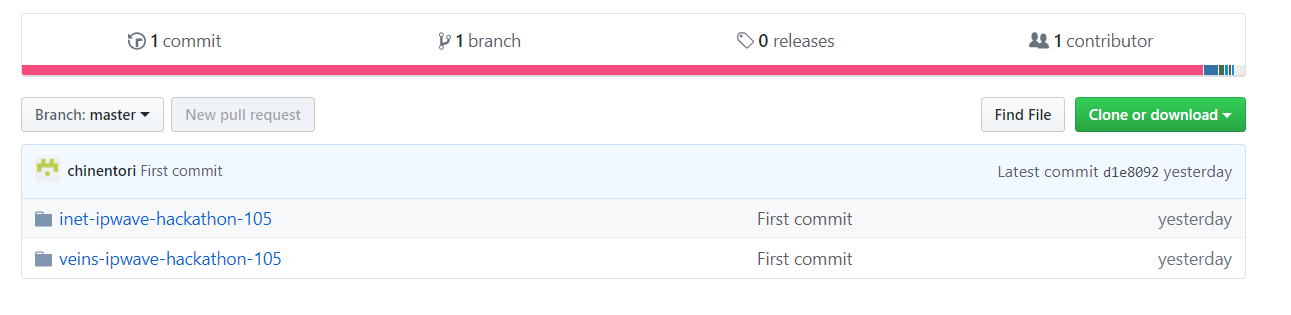 1 commit 1 branch 0 releases 1 contributor
Branch: master New pull request Find File Clone or download
chinentori First commit Latest commit d1e8092 yesterday
inet-ipwave-hackathon-105 First commit yesterday
veins-ipwave-hackathon-105 First commit yesterday